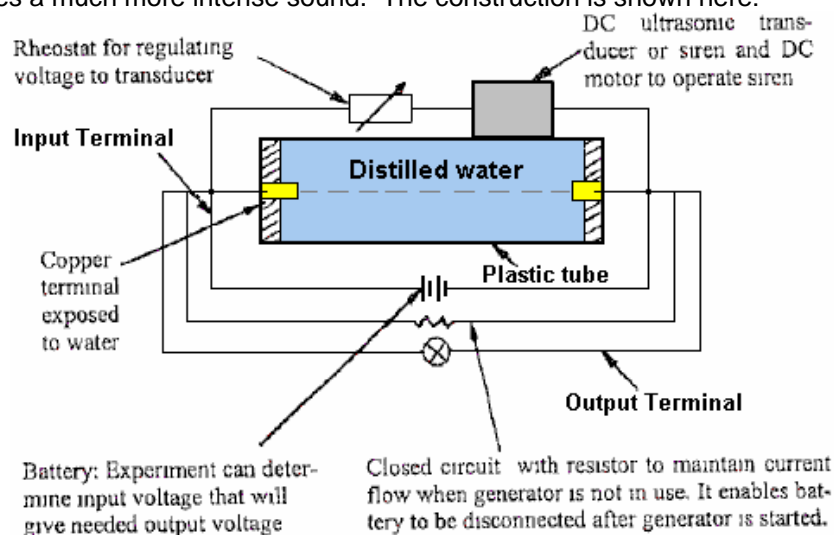 es a much more intense sound. The construction is shown here:
Rheostat for regulating
voltage to transducer
DC ultrasonic trans-
ducer or siren and DC
motor to operate siren
Input Terminal
Distilled water
Copper
terminal
exposed
to water
Plastic tube
Output Terminal
Battery: Experiment can deter-
mine input voltage that will
give needed output voltage
Closed circuit with resistor to maintain current
flow when generator is not in use. It enables bat-
tery to be disconnected after generator is started.